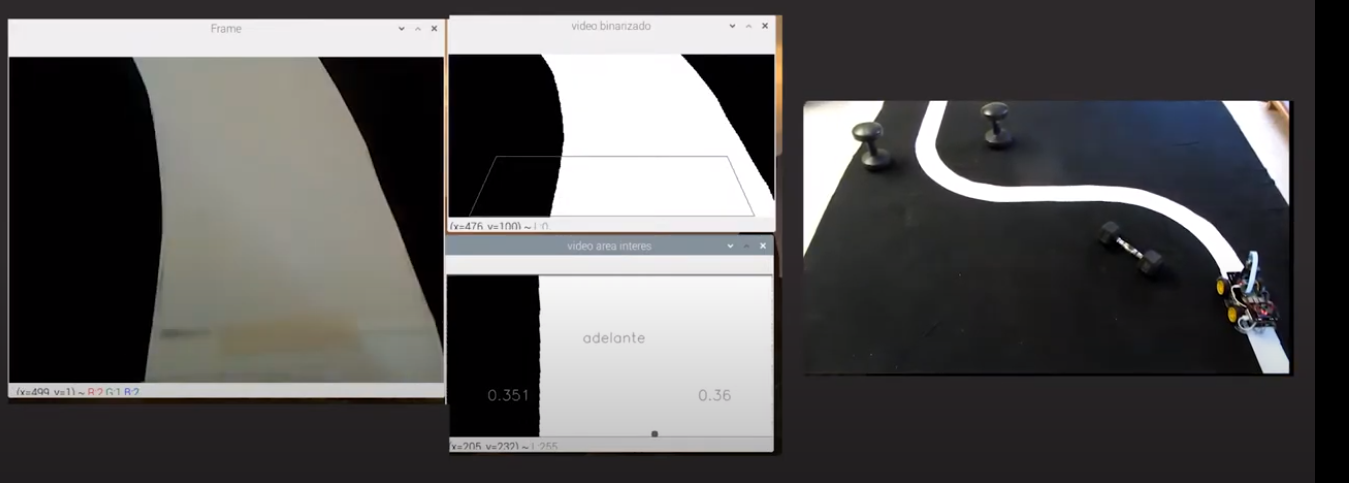 Frame
(x=499, y=1) ~ R:2 G:1 B:2
video binarizado
(x=476, y=100) ~ L:0
video area interes
adelante
0.351 0.36
(x=205, y=232) ~ L:255